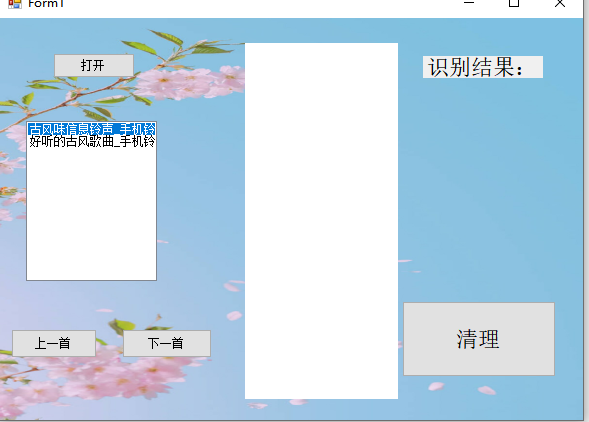 Form1
打开
识别结果：
古风味信息铃声_手机铃
好听的古风歌曲_手机铃
上一首
下一首
清理